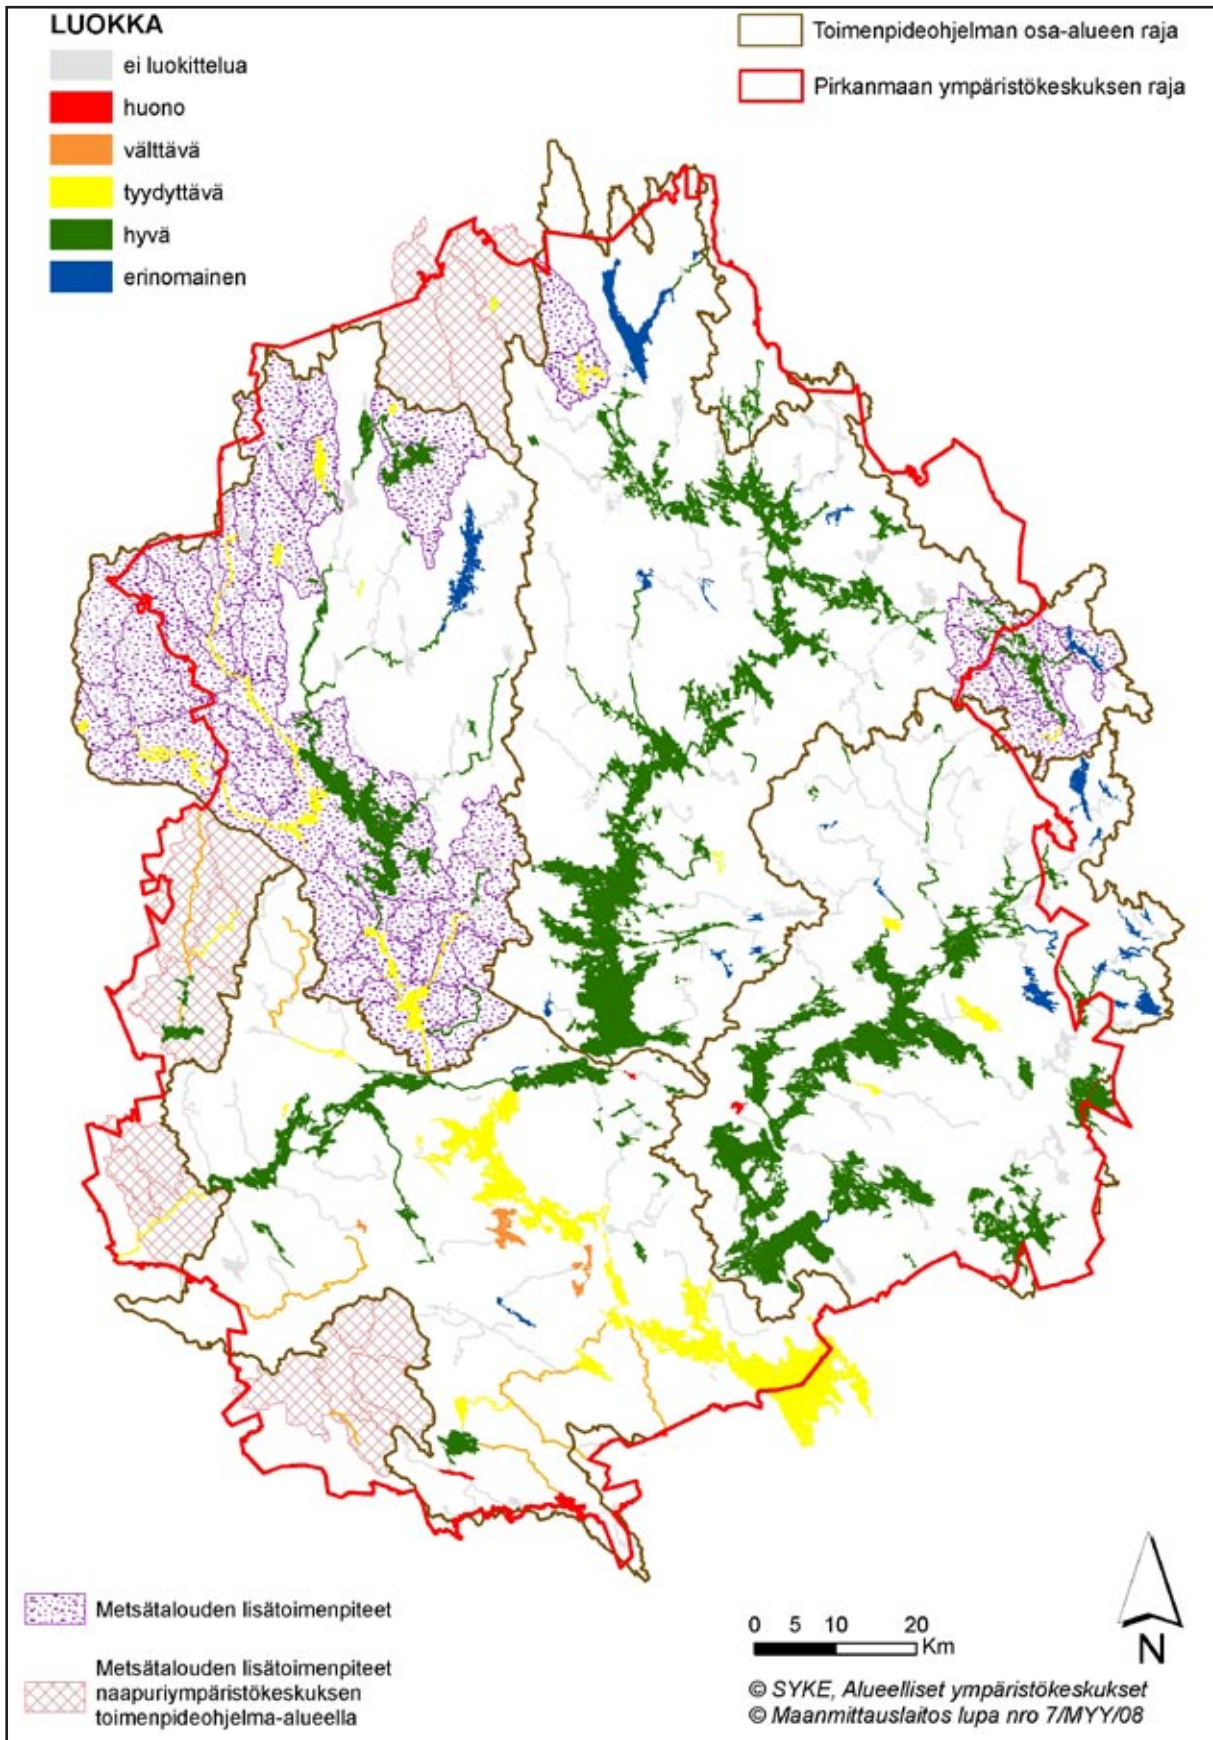 LUOKKA
ei luokittelua
huono
välttävä
tyydyttävä
hyvä
erinomainen
Toimenpideohjelman osa-alueen raja
Pirkanmaan ympäristökeskuksen raja
Metsätalouden lisätoimenpiteet
Metsätalouden lisätoimenpiteet
naapuriympäristökeskuksen
toimenpideohjelma-alueella
0 5 10 20
Km
N
© SYKE, Alueelliset ympäristökeskukset
© Maanmittauslaitos lupa nro 7/MYY/08